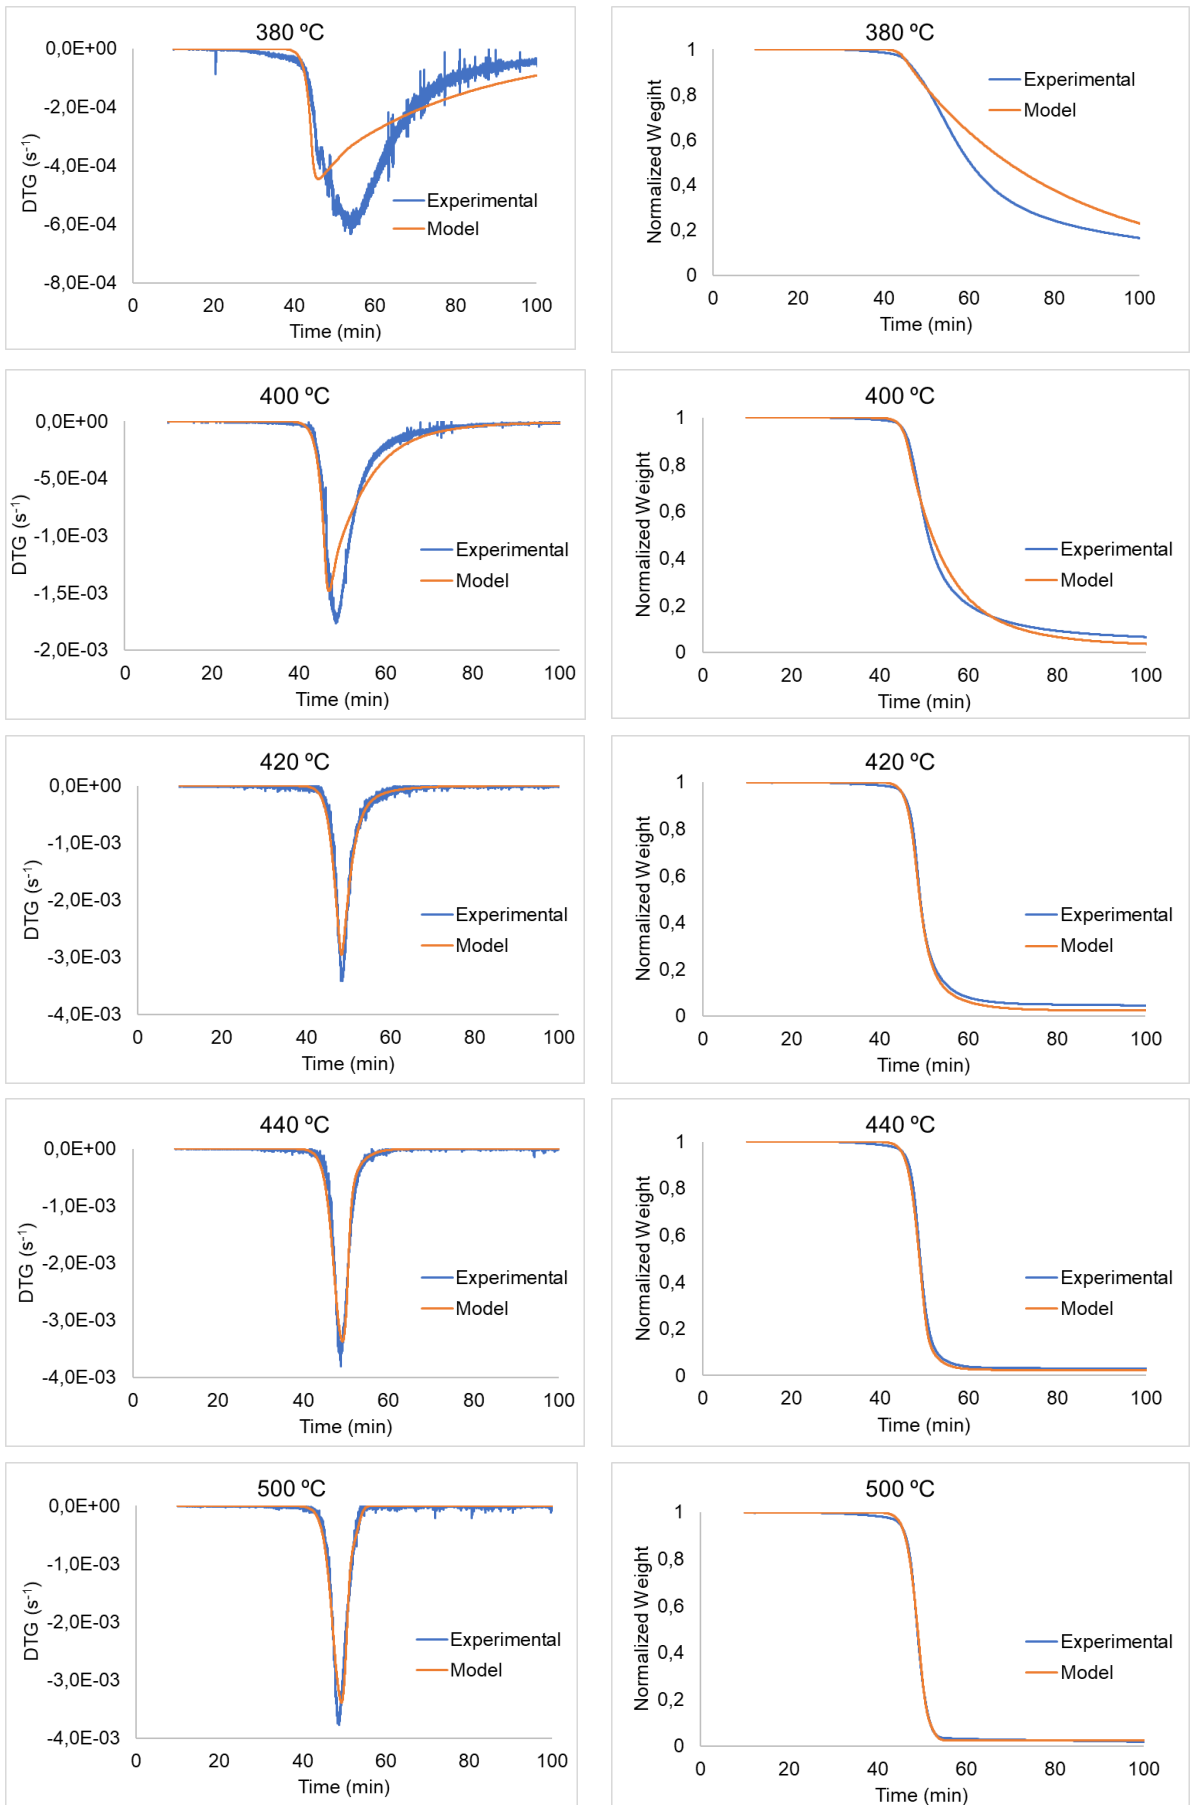 380 ºC
0,0E+00
-2,0E-04
-4,0E-04
-6,0E-04
-8,0E-04
DTG (s-1)
Experimental
Model
0 20 40 60 80 100
Time (min)
380 ºC
1
0,8
0,6
0,4
0,2
0
Normalized Wegiht
Experimental
Model
0 20 40 60 80 100
Time (min)
400 ºC
0,0E+00
-5,0E-04
-1,0E-03
-1,5E-03
-2,0E-03
DTG (s-1)
Experimental
Model
0 20 40 60 80 100
Time (min)
400 ºC
1
0,8
0,6
0,4
0,2
0
Normalized Weight
Experimental
Model
0 20 40 60 80 100
Time (min)
420 ºC
0,0E+00
-1,0E-03
-2,0E-03
-3,0E-03
-4,0E-03
DTG (s-1)
Experimental
Model
0 20 40 60 80 100
Time (min)
420 ºC
1
0,8
0,6
0,4
0,2
0
Normalized Weight
Experimental
Model
0 20 40 60 80 100
Time (min)
440 ºC
0,0E+00
-1,0E-03
-2,0E-03
-3,0E-03
-4,0E-03
DTG (s-1)
Experimental
Model
0 20 40 60 80 100
Time (min)
440 ºC
1
0,8
0,6
0,4
0,2
0
Normalized Weight
Experimental
Model
0 20 40 60 80 100
Time (min)
500 ºC
0,0E+00
-1,0E-03
-2,0E-03
-3,0E-03
-4,0E-03
DTG (s-1)
Experimental
Model
0 20 40 60 80 100
Time (min)
500 ºC
1
0,8
0,6
0,4
0,2
0
Normalized Weight
Experimental
Model
0 20 40 60 80 100
Time (min)